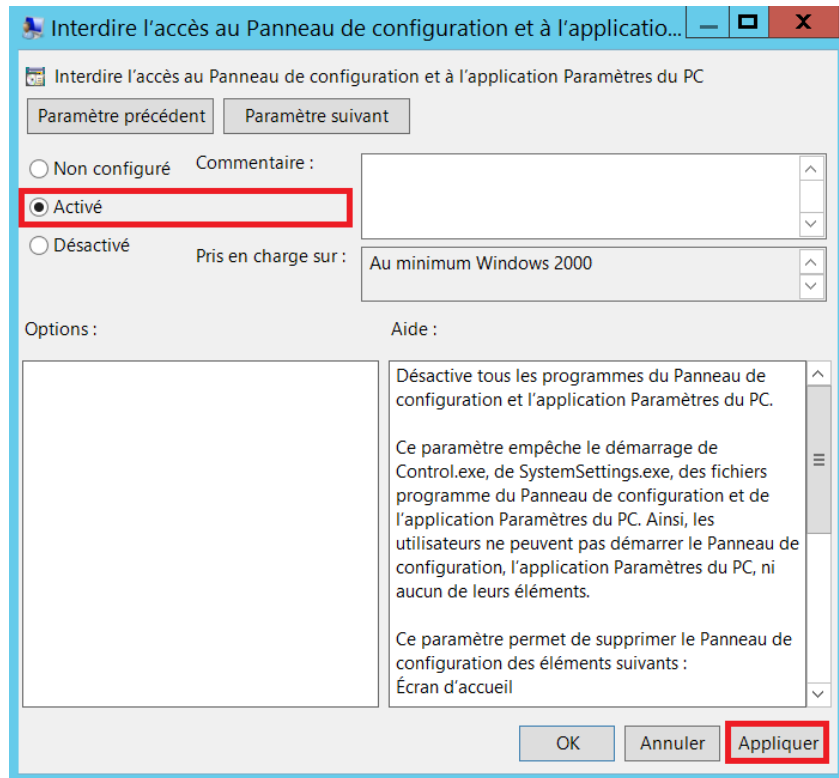 Interdire l'accès au Panneau de configuration et à l'applicatio...
Interdire l'accès au Panneau de configuration et à l'application Paramètres du PC
Paramètre précédent Paramètre suivant
Non configuré Commentaire :
Activé
Désactivé
Pris en charge sur : Au minimum Windows 2000
Options : Aide :
Désactive tous les programmes du Panneau de
configuration et l'application Paramètres du PC.
Ce paramètre empêche le démarrage de
Control.exe, de SystemSettings.exe, des fichiers
programme du Panneau de configuration et de
l'application Paramètres du PC. Ainsi, les
utilisateurs ne peuvent pas démarrer le Panneau de
configuration, l'application Paramètres du PC, ni
aucun de leurs éléments.
Ce paramètre permet de supprimer le Panneau de
configuration des éléments suivants :
Écran d'accueil
OK Annuler Appliquer